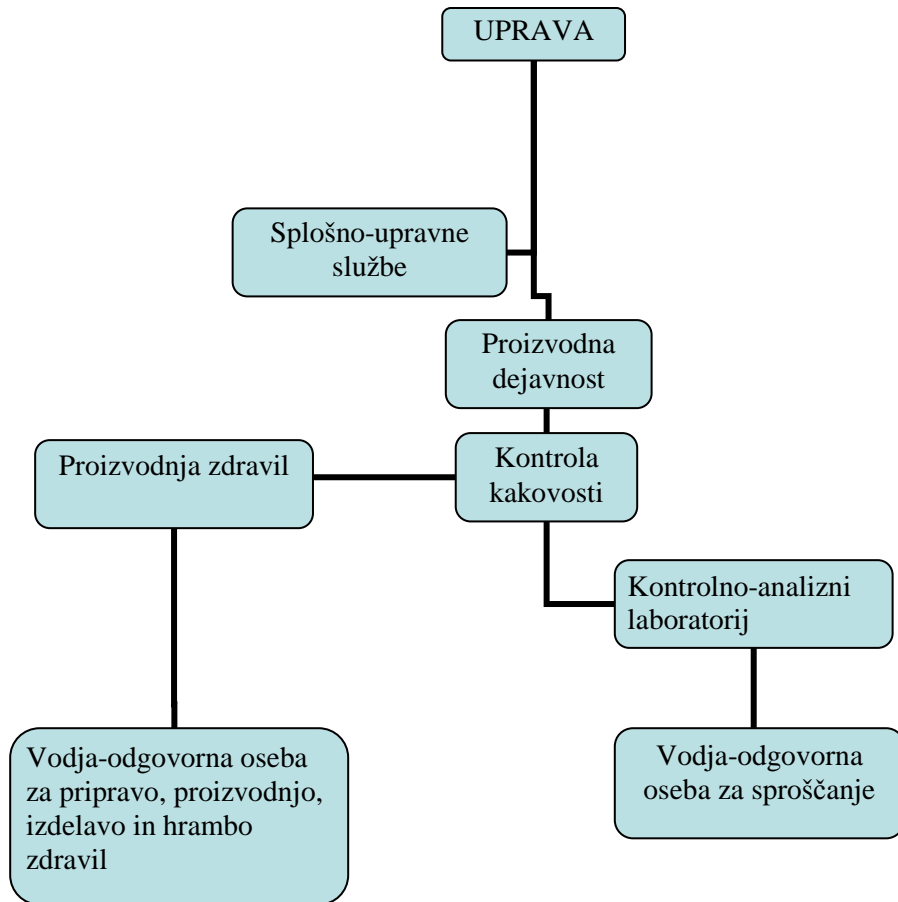 UPRAVA
Splošno-upravne
službe
Proizvodna
dejavnost
Proizvodnja zdravil
Kontrola
kakovosti
Kontrolno-analizni
laboratorij
Vodja-odgovorna oseba
za pripravo, proizvodnjo,
izdelavo in hrambo
zdravil
Vodja-odgovorna
oseba za sproščanje